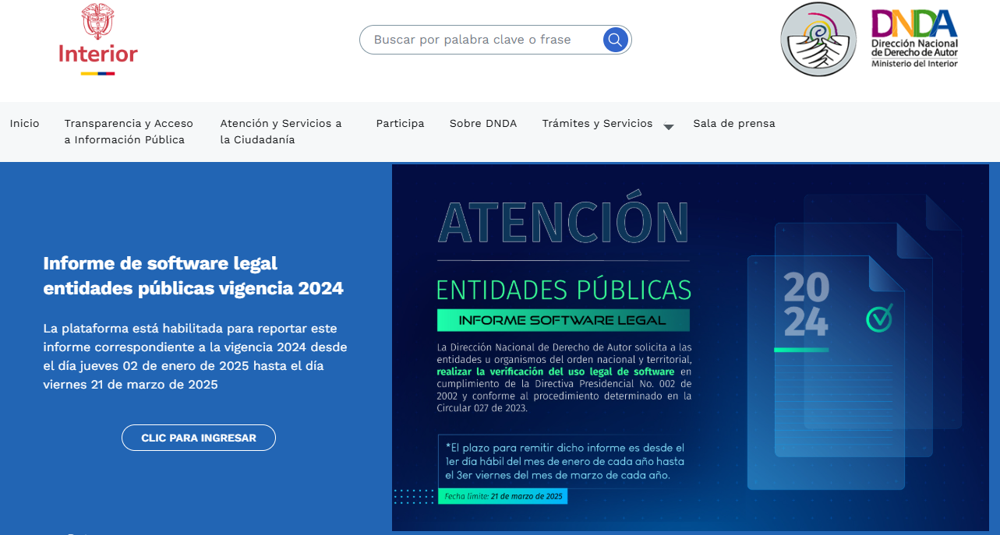 Interior
Buscar por palabra clave o frase
DNDA
Dirección Nacional
de Derecho de Autor
Ministerio del Interior
Inicio
Transparencia y Acceso
a Información Pública
Atención y Servicios a
la Ciudadanía
Participa
Sobre DNDA
Trámites y Servicios
Sala de prensa
Informe de software legal
entidades públicas vigencia 2024
La plataforma está habilitada para reportar este
informe correspondiente a la vigencia 2024 desde
el día jueves 02 de enero de 2025 hasta el día
viernes 21 de marzo de 2025
CLIC PARA INGRESAR
ATENCIÓN
ENTIDADES PÚBLICAS
INFORME SOFTWARE LEGAL
La Dirección Nacional de Derecho de Autor solicita a las
entidades u organismos del orden nacional y territorial,
realizar la verificación del uso legal de software en
cumplimiento de la Directiva Presidencial No. 002 de
2002 y conforme al procedimiento determinado en la
Circular 027 de 2023.
*El plazo para remitir dicho informe es desde el
1er día hábil del mes de enero de cada año hasta
el 3er viernes del mes de marzo de cada año.
Fecha límite: 21 de marzo de 2025
20
24